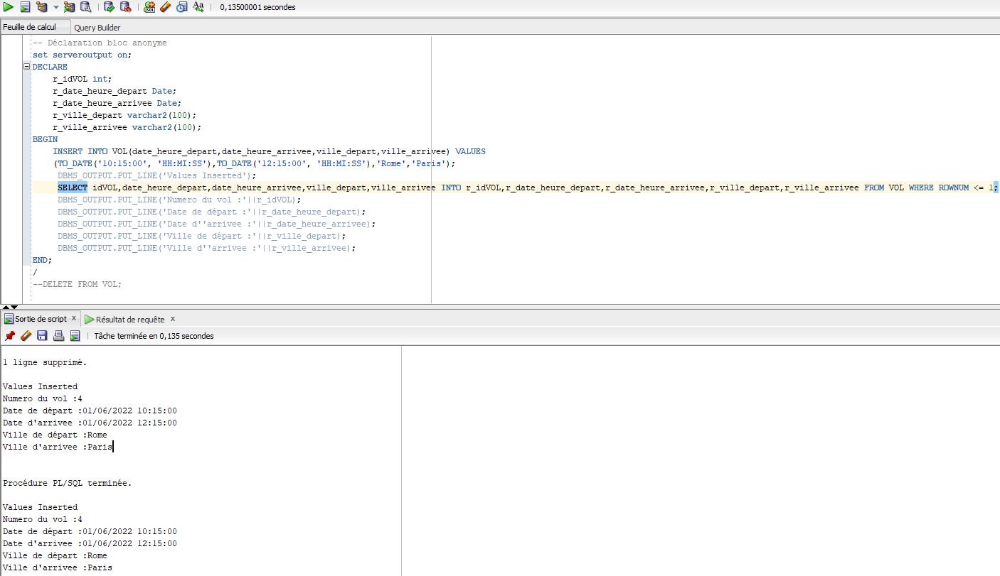 0,13500001 secondes
Feuille de calcul Query Builder
-- Déclaration bloc anonyme
set serveroutput on;
DECLARE
r_idVOL int;
r_date_heure_depart Date;
r_date_heure_arrivee Date;
r_ville_depart varchar2(100);
r_ville_arrivee varchar2(100);
BEGIN
INSERT INTO VOL(date_heure_depart,date_heure_arrivee,ville_depart,ville_arrivee) VALUES
(TO_DATE('10:15:00', 'HH:MI:SS'),TO_DATE('12:15:00', 'HH:MI:SS'),'Rome','Paris');
DBMS_OUTPUT.PUT_LINE('Values Inserted');
SELECT idVOL,date_heure_depart,date_heure_arrivee,ville_depart,ville_arrivee INTO r_idVOL,r_date_heure_depart,r_date_heure_arrivee,r_ville_depart,r_ville_arrivee FROM VOL WHERE ROWNUM <= 1;
DBMS_OUTPUT.PUT_LINE('Numero du vol :'||r_idVOL);
DBMS_OUTPUT.PUT_LINE('Date de départ :'||r_date_heure_depart);
DBMS_OUTPUT.PUT_LINE('Date d''arrivee :'||r_date_heure_arrivee);
DBMS_OUTPUT.PUT_LINE('Ville de départ :'||r_ville_depart);
DBMS_OUTPUT.PUT_LINE('Ville d''arrivee :'||r_ville_arrivee);
END;
/
--DELETE FROM VOL;
Sortie de script x Résultat de requête x
Tâche terminée en 0,135 secondes
1 ligne supprimé.
Values Inserted
Numero du vol :4
Date de départ :01/06/2022 10:15:00
Date d'arrivee :01/06/2022 12:15:00
Ville de départ :Rome
Ville d'arrivee :Paris
Procédure PL/SQL terminée.
Values Inserted
Numero du vol :4
Date de départ :01/06/2022 10:15:00
Date d'arrivee :01/06/2022 12:15:00
Ville de départ :Rome
Ville d'arrivee :Paris